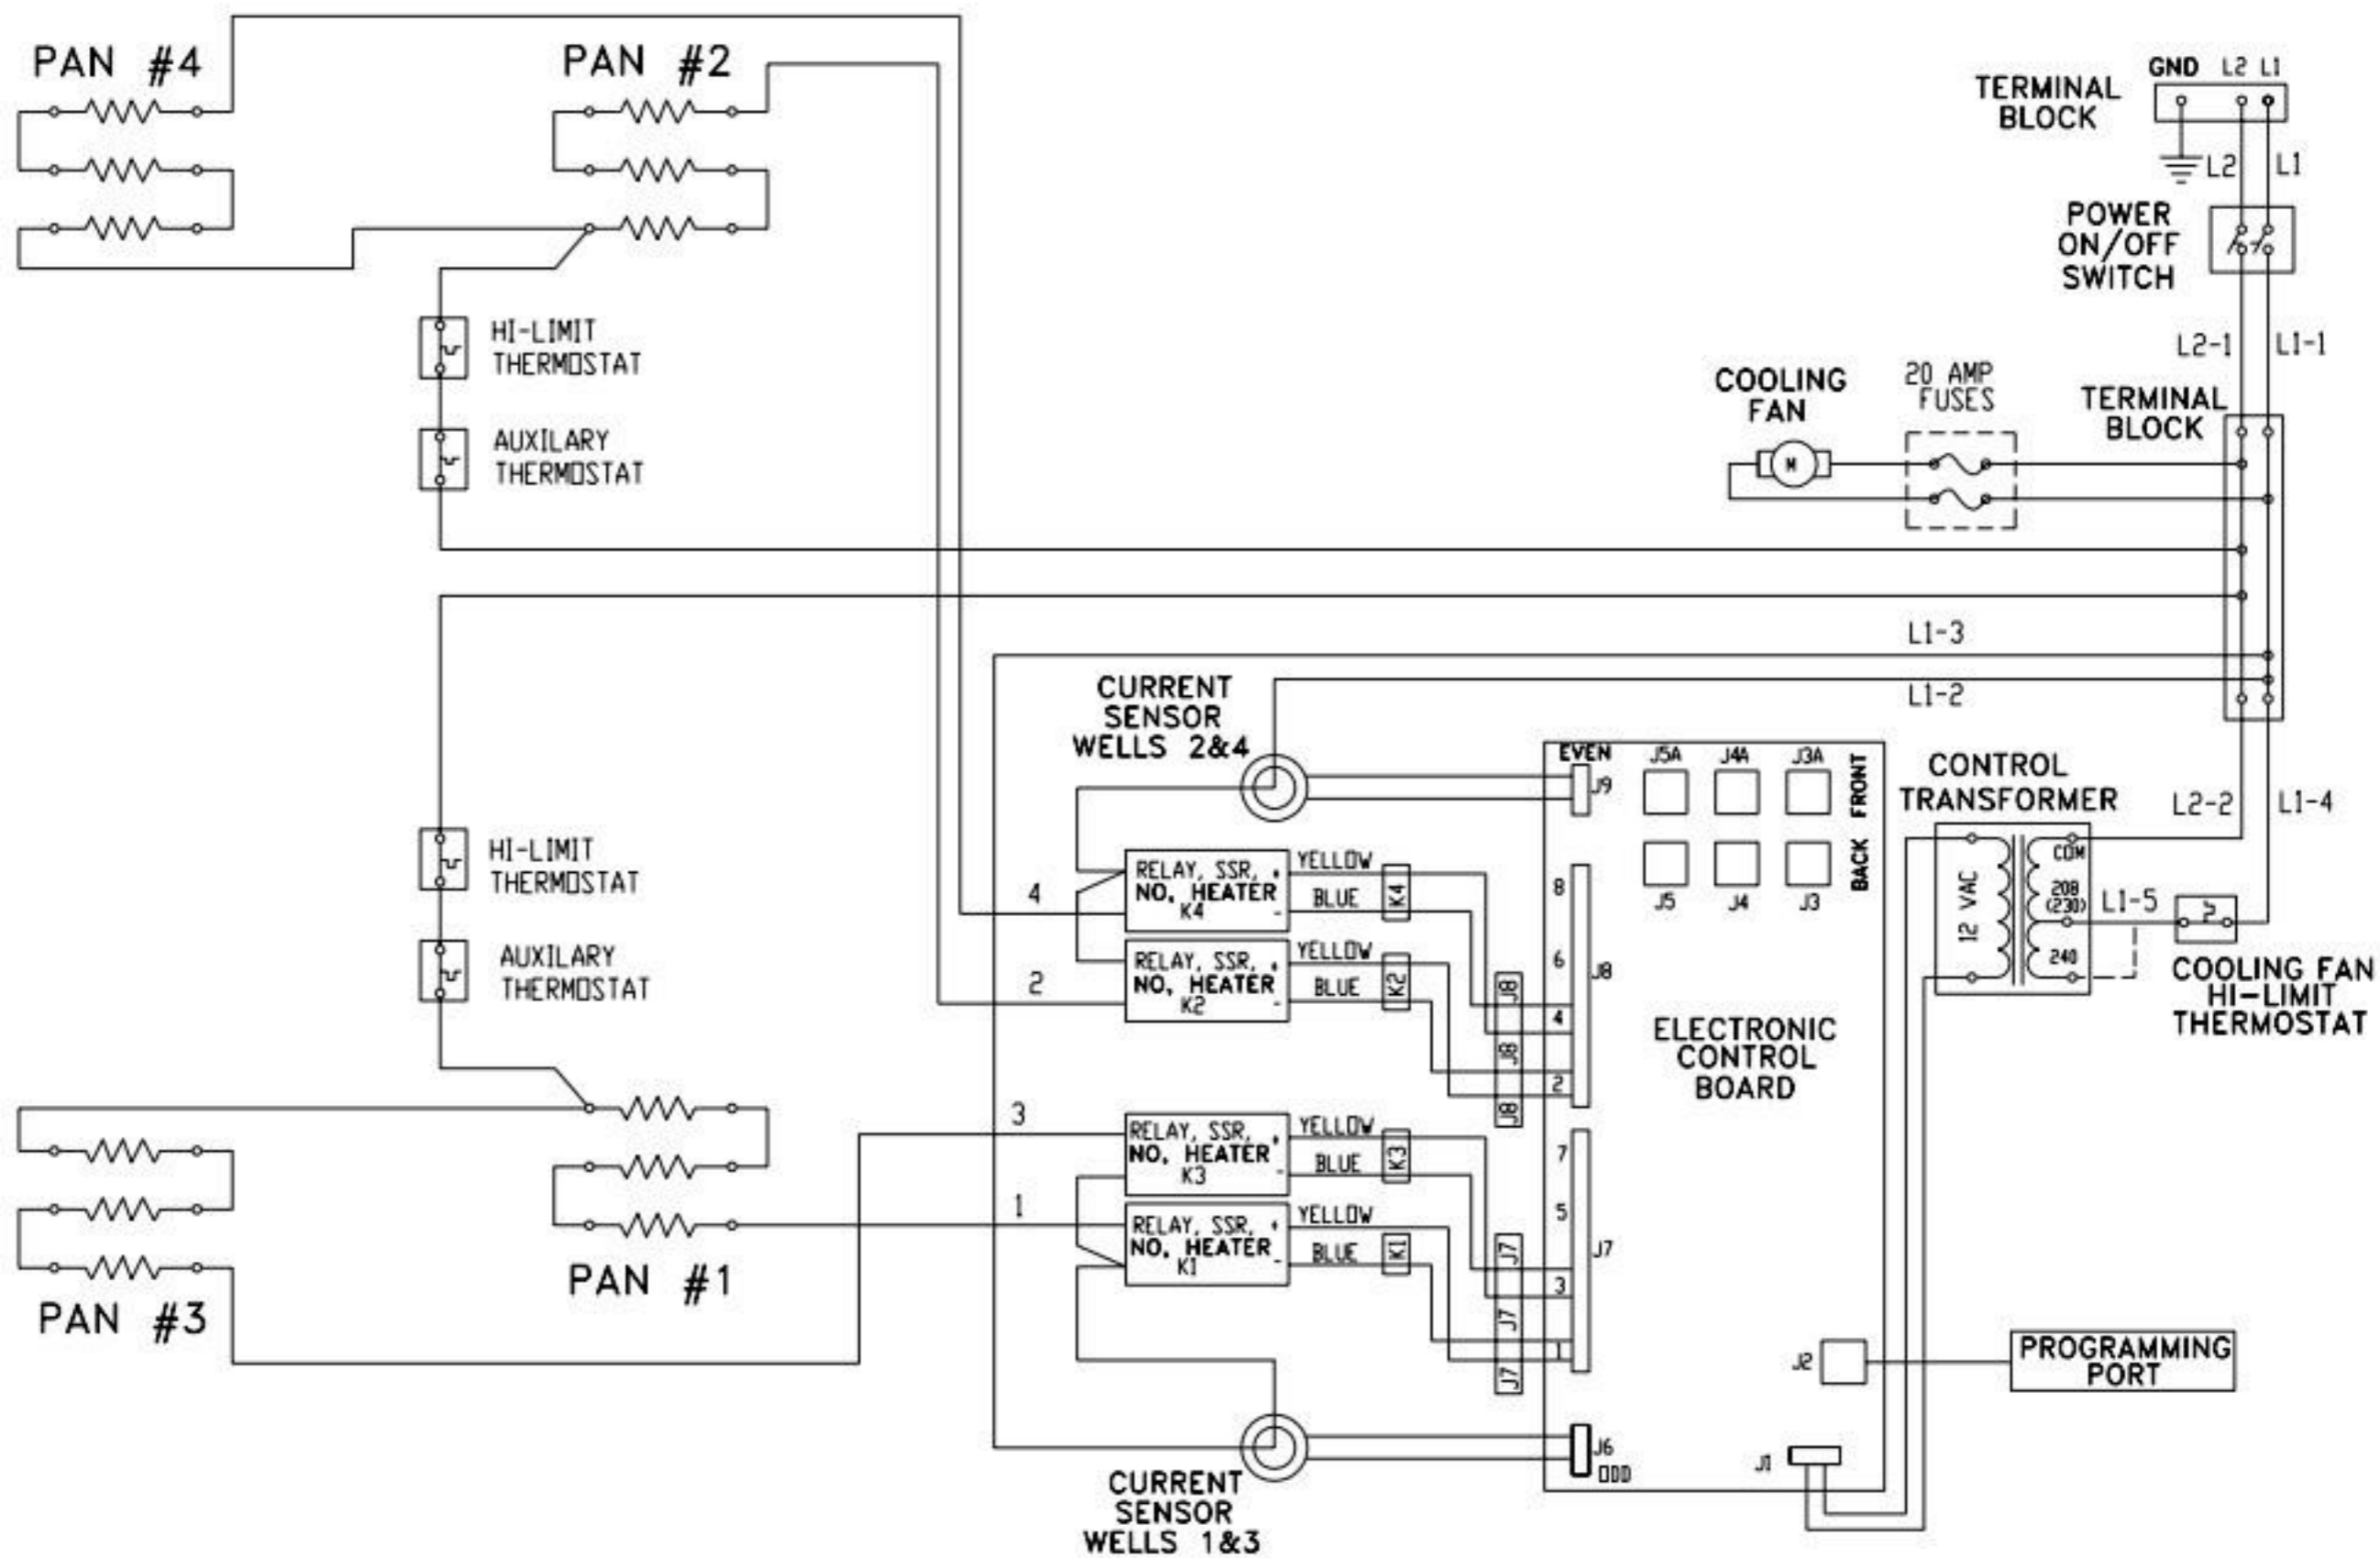 PAN #4
PAN #2
GND L2 L1
TERMINAL
BLOCK
L2
L1
POWER
ON/OFF
SWITCH
HI-LIMIT
THERMOSTAT
L2-1
L1-1
COOLING
FAN
20 AMP
FUSES
TERMINAL
BLOCK
M
AUXILARY
THERMOSTAT
L1-3
L1-2
CURRENT
SENSOR
WELLS 2&4
EVEN
J9
J5A
J4A
J3A
FRONT
BACK
J5
J4
J3
CONTROL
TRANSFORMER
L2-2
L1-4
12 VAC
COM
208
(230)
240
L1-5
COOLING FAN
HI-LIMIT
THERMOSTAT
HI-LIMIT
THERMOSTAT
AUXILARY
THERMOSTAT
4
RELAY, SSR, +
NO, HEATER
K4 -
YELLOW
BLUE
K4
2
RELAY, SSR, +
NO, HEATER
K2 -
YELLOW
BLUE
K2
8
6
4
2
J8
J8
J8
J8
ELECTRONIC
CONTROL
BOARD
3
RELAY, SSR, +
NO, HEATER -
K3
YELLOW
BLUE
K3
1
RELAY, SSR, +
NO, HEATER
K1 -
YELLOW
BLUE
K1
7
5
3
1
J7
J7
J7
J7
PAN #1
PAN #3
J2
PROGRAMMING
PORT
J6
ODD
J1
CURRENT
SENSOR
WELLS 1&3